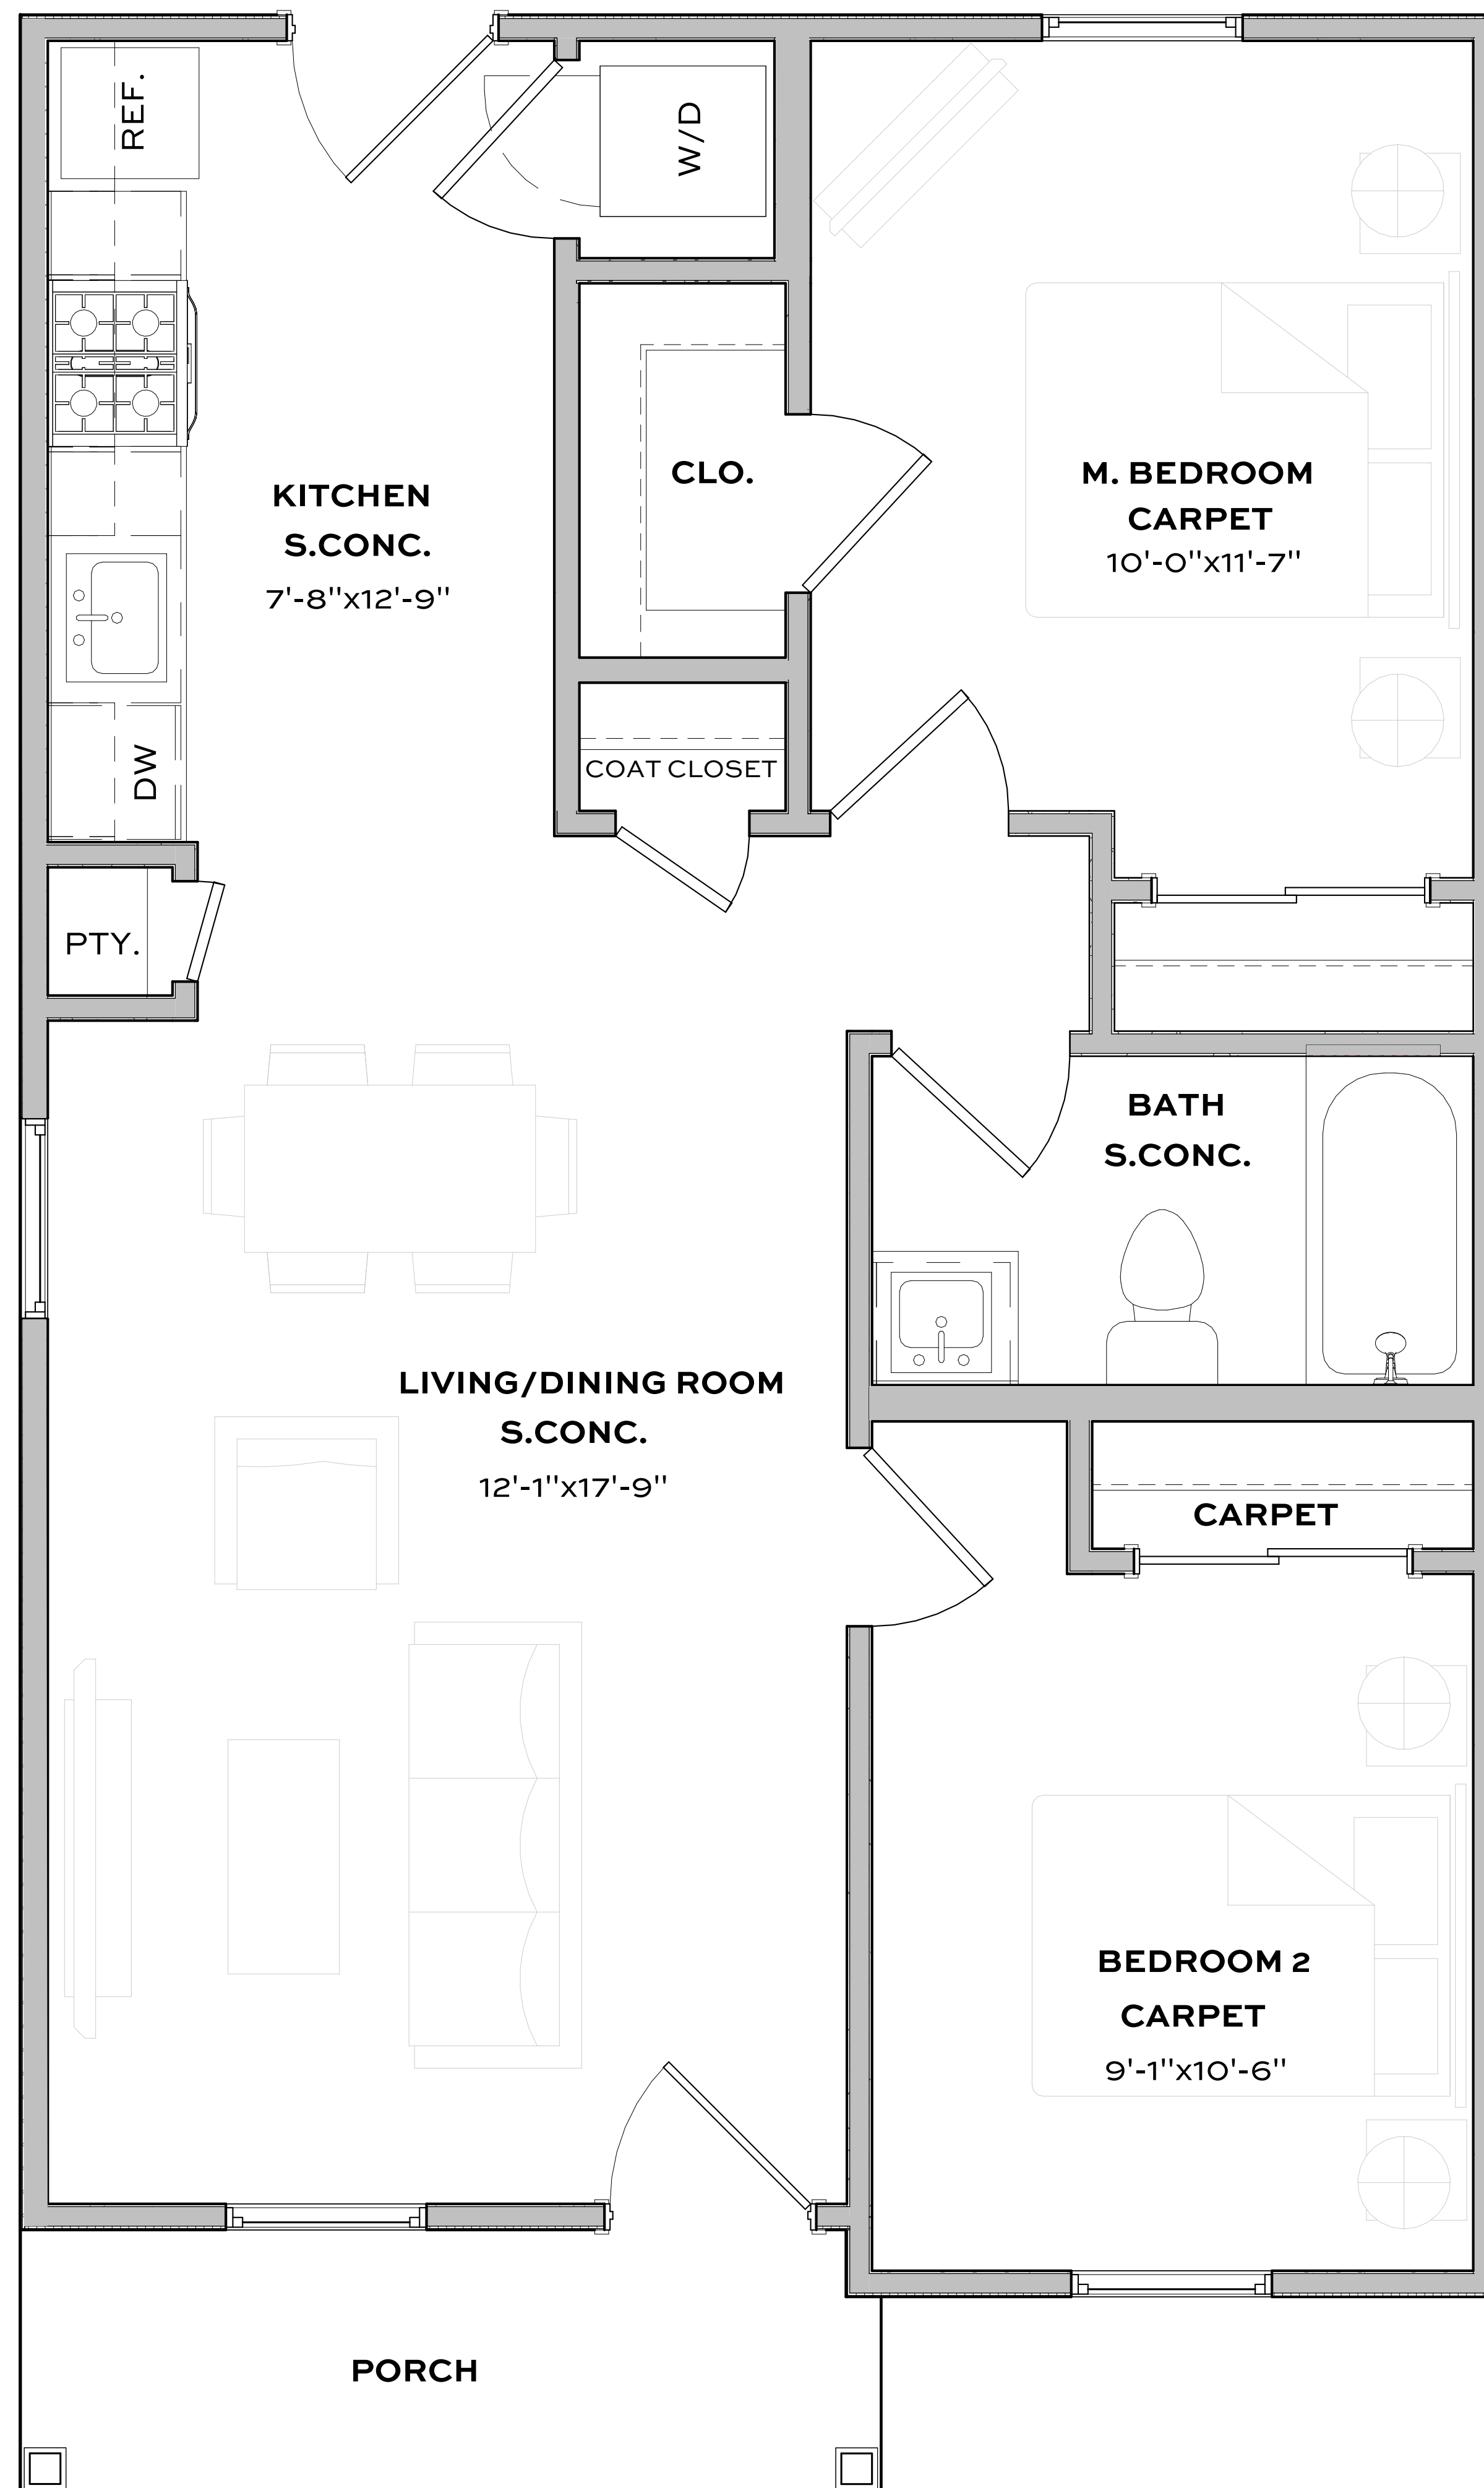 REF.
W/D
KITCHEN
S.CONC.
7'-8"x12'-9"
CLO.
M. BEDROOM
CARPET
10'-0"x11'-7"
DW
COAT CLOSET
PTY.
BATH
S.CONC.
LIVING/DINING ROOM
S.CONC.
12'-1"x17'-9"
CARPET
BEDROOM 2
CARPET
9'-1"x10'-6"
PORCH